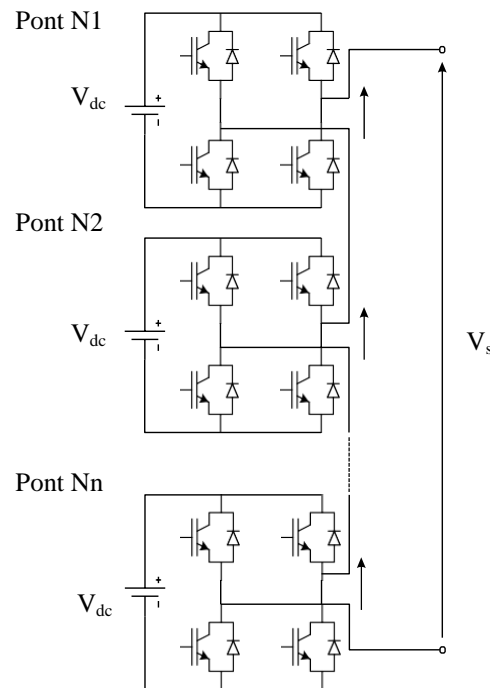 Pont N1
V_dc
+
-
Pont N2
V_dc
+
-
V_s
Pont Nn
V_dc
+
-